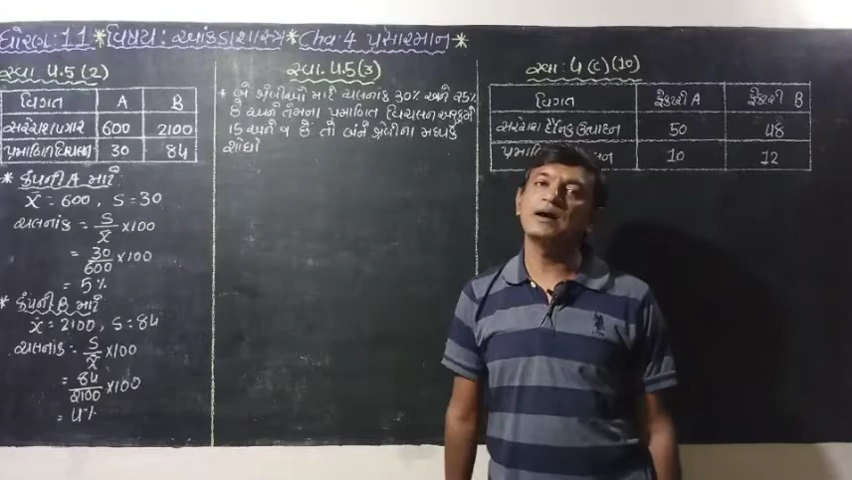 ધોરણ: 11 * વિષય: આંકડાશાસ્ત્ર * Ch: 4 પ્રસારમાન *
સ્વા. 4.5 (2)
વિગત A B
સરેરાશ પગાર 600 2100
પ્રમાણિત વિચલન 30 84
* કંપની A માટે
x̄ = 600, S = 30
ચલનાંક = S/x̄ × 100
= 30/600 × 100
= 5 %
* કંપની B માટે
x̄ = 2100, S = 84
ચલનાંક = S/x̄ × 100
= 84/2100 × 100
= 4 %
સ્વા. 4.5 (3)
* બે શ્રેણીઓ માટે ચલનાંક 30% અને 25%
છે અને તેમના પ્રમાણિત વિચલન અનુક્રમે
15 અને 9 છે તો બંને શ્રેણીના મધ્યક
શોધો
સ્વા: 4 (C) (10)
વિગત ફેક્ટરી A ફેક્ટરી B
સરેરાશ દૈનિક ઉત્પાદન 50 48
10 12